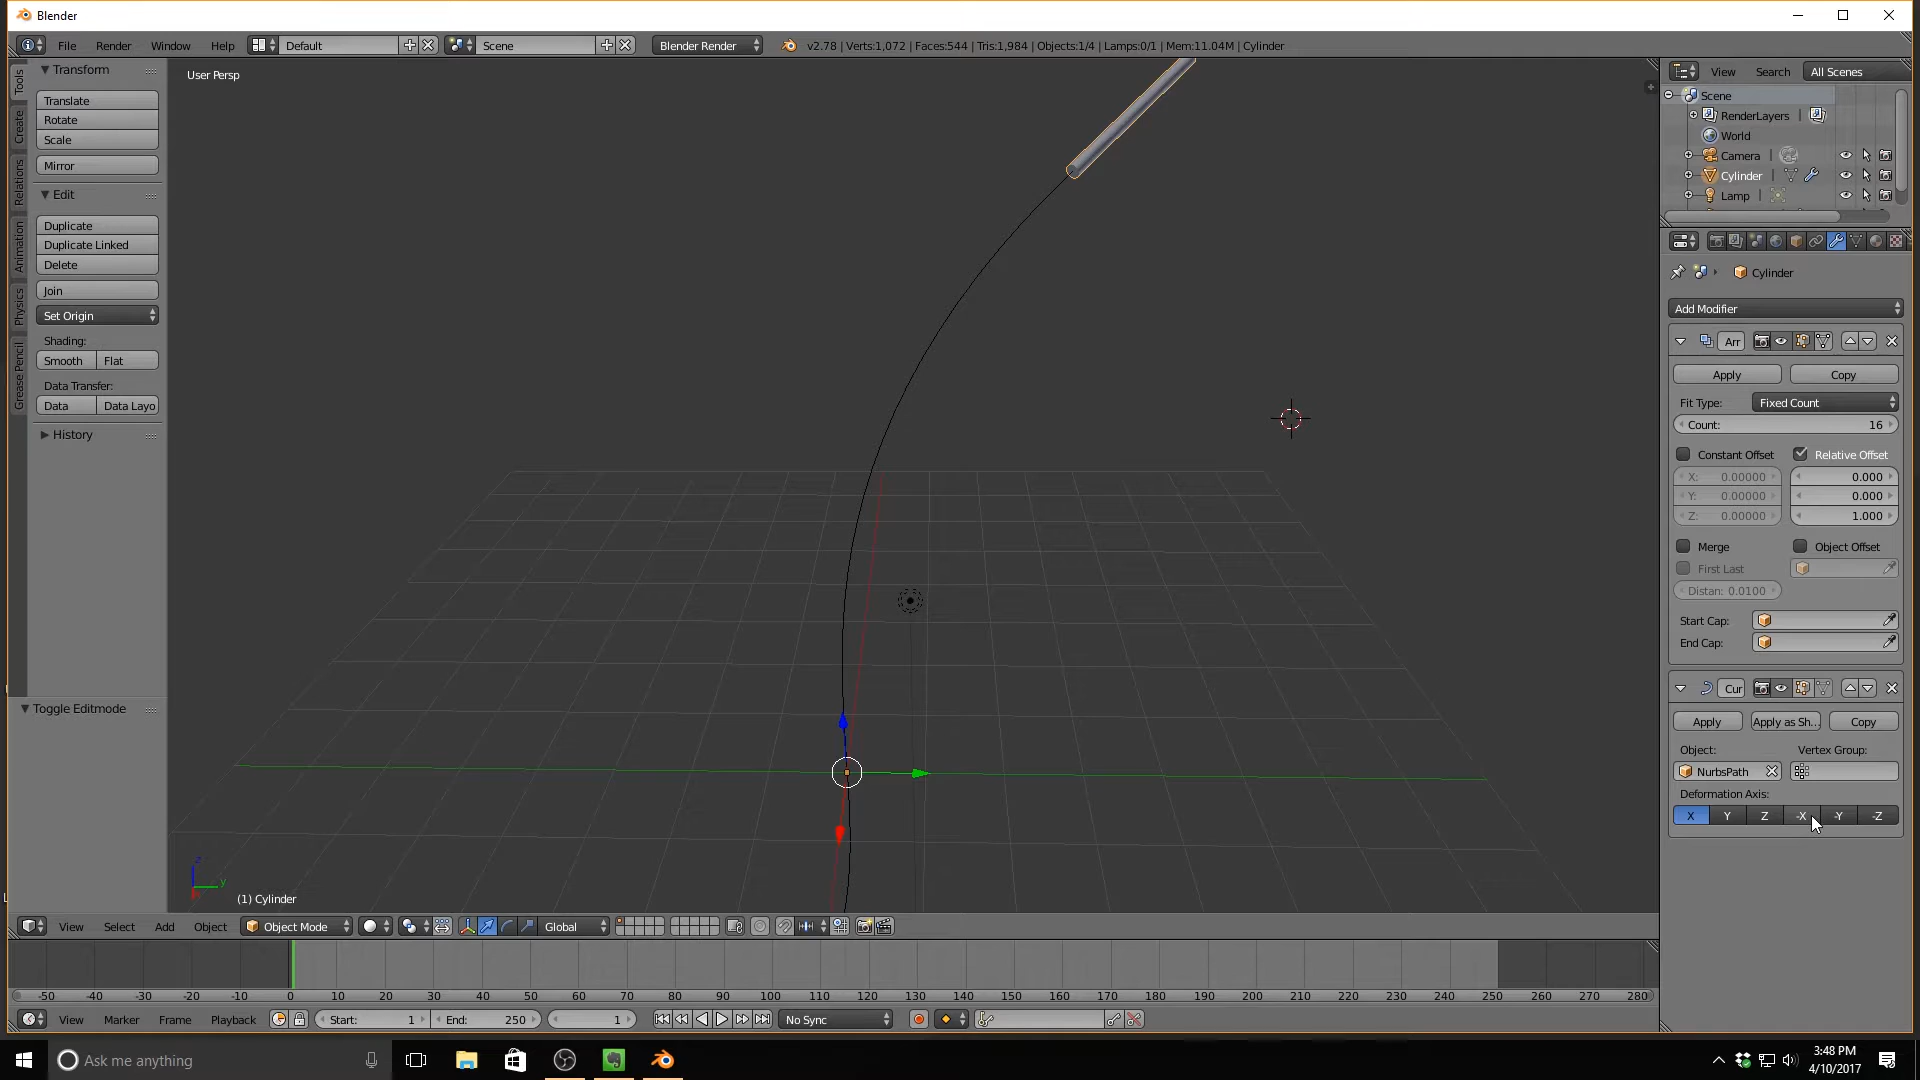 Blender
File Render Window Help Default Scene Blender Render v2.78 | Verts:1,072 | Faces:544 | Tris:1,984 | Objects:1/4 | Lamps:0/1 | Mem:11.04M | Cylinder
Tools
Create
Relations
Animation
Physics
Grease Pencil
Transform
Translate
Rotate
Scale
Mirror
Edit
Duplicate
Duplicate Linked
Delete
Join
Set Origin
Shading:
Smooth Flat
Data Transfer:
Data Data Layo
History
Toggle Editmode
User Persp
z
y
(1) Cylinder
View Search All Scenes
Scene
RenderLayers
World
Camera
Cylinder
Lamp
Cylinder
Add Modifier
Arr
Apply Copy
Fit Type: Fixed Count
Count: 16
Constant Offset Relative Offset
X: 0.00000 0.000
Y: 0.00000 0.000
Z: 0.00000 1.000
Merge Object Offset
First Last
Distan: 0.0100
Start Cap:
End Cap:
Cur
Apply Apply as Sh... Copy
Object: Vertex Group:
NurbsPath
Deformation Axis:
X Y Z -X -Y -Z
View Select Add Object Object Mode Global
-50 -40 -30 -20 -10 0 10 20 30 40 50 60 70 80 90 100 110 120 130 140 150 160 170 180 190 200 210 220 230 240 250 260 270 280
View Marker Frame Playback Start: 1 End: 250 1 No Sync
Ask me anything
3:48 PM
4/10/2017